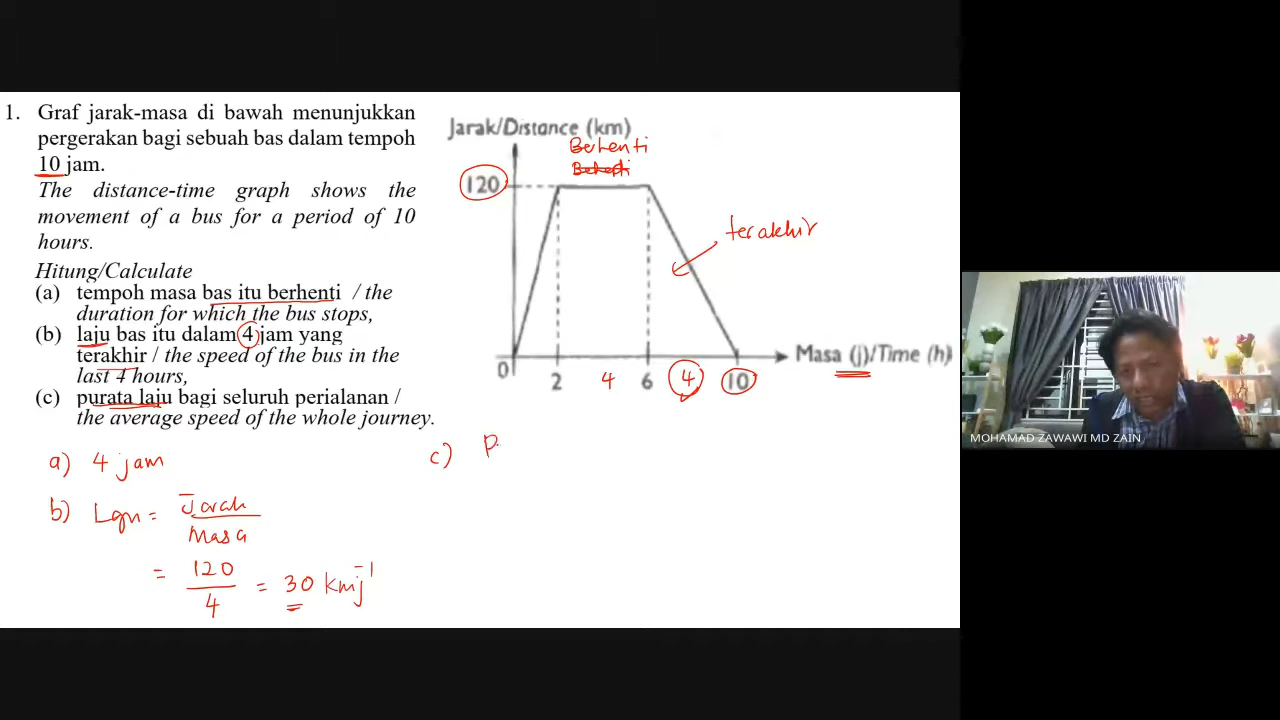 1. Graf jarak-masa di bawah menunjukkan
pergerakan bagi sebuah bas dalam tempoh
10 jam.
The distance-time graph shows the
movement of a bus for a period of 10
hours.
Hitung/Calculate
(a) tempoh masa bas itu berhenti / the
duration for which the bus stops,
(b) laju bas itu dalam 4 jam yang
terakhir / the speed of the bus in the
last 4 hours,
(c) purata laju bagi seluruh perjalanan /
the average speed of the whole journey.
Jarak/Distance (km)
Berhenti
120
terakhir
Masa (j)/Time (h)
0 2 4 6 4 10
a) 4 jam
b) Laju = Jarak
Masa
= 120
4
= 30 kmj⁻¹
c) P
MOHAMAD ZAWAWI MD ZAIN